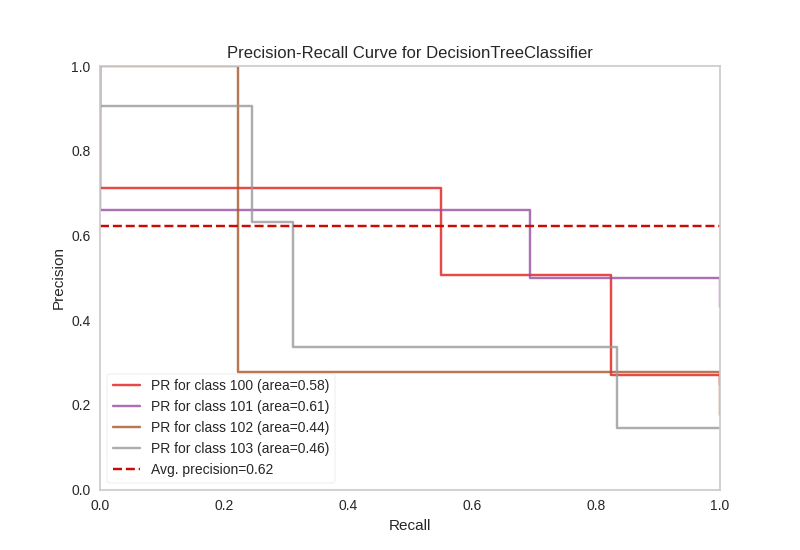 Precision-Recall Curve for DecisionTreeClassifier
1.0
0.8
0.6
0.4
0.2
0.0
Precision
PR for class 100 (area=0.58)
PR for class 101 (area=0.61)
PR for class 102 (area=0.44)
PR for class 103 (area=0.46)
Avg. precision=0.62
0.0 0.2 0.4 0.6 0.8 1.0
Recall